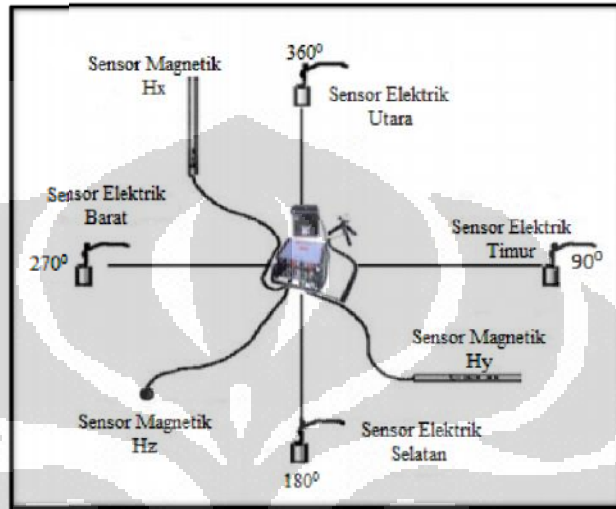 360⁰
Sensor Magnetik
Hx
Sensor Elektrik
Utara
Sensor Elektrik
Barat
Sensor Elektrik
Timur
270⁰
90⁰
Sensor Magnetik
Hy
Sensor Magnetik
Hz
Sensor Elektrik
Selatan
180⁰